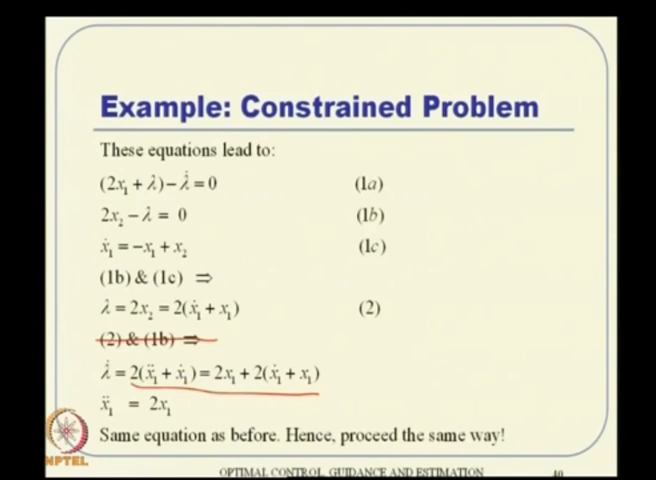 Example: Constrained Problem
These equations lead to:
(2x₁ + λ) − λ̇ = 0 (1a)
2x₂ − λ = 0 (1b)
ẋ₁ = −x₁ + x₂ (1c)
(1b) & (1c) ⇒
λ = 2x₂ = 2(ẋ₁ + x₁) (2)
(2) & (1b) ⇒
λ̇ = 2(ẍ₁ + ẋ₁) = 2x₁ + 2(ẋ₁ + x₁)
ẍ₁ = 2x₁
Same equation as before. Hence, proceed the same way!
NPTEL
OPTIMAL CONTROL, GUIDANCE AND ESTIMATION 40